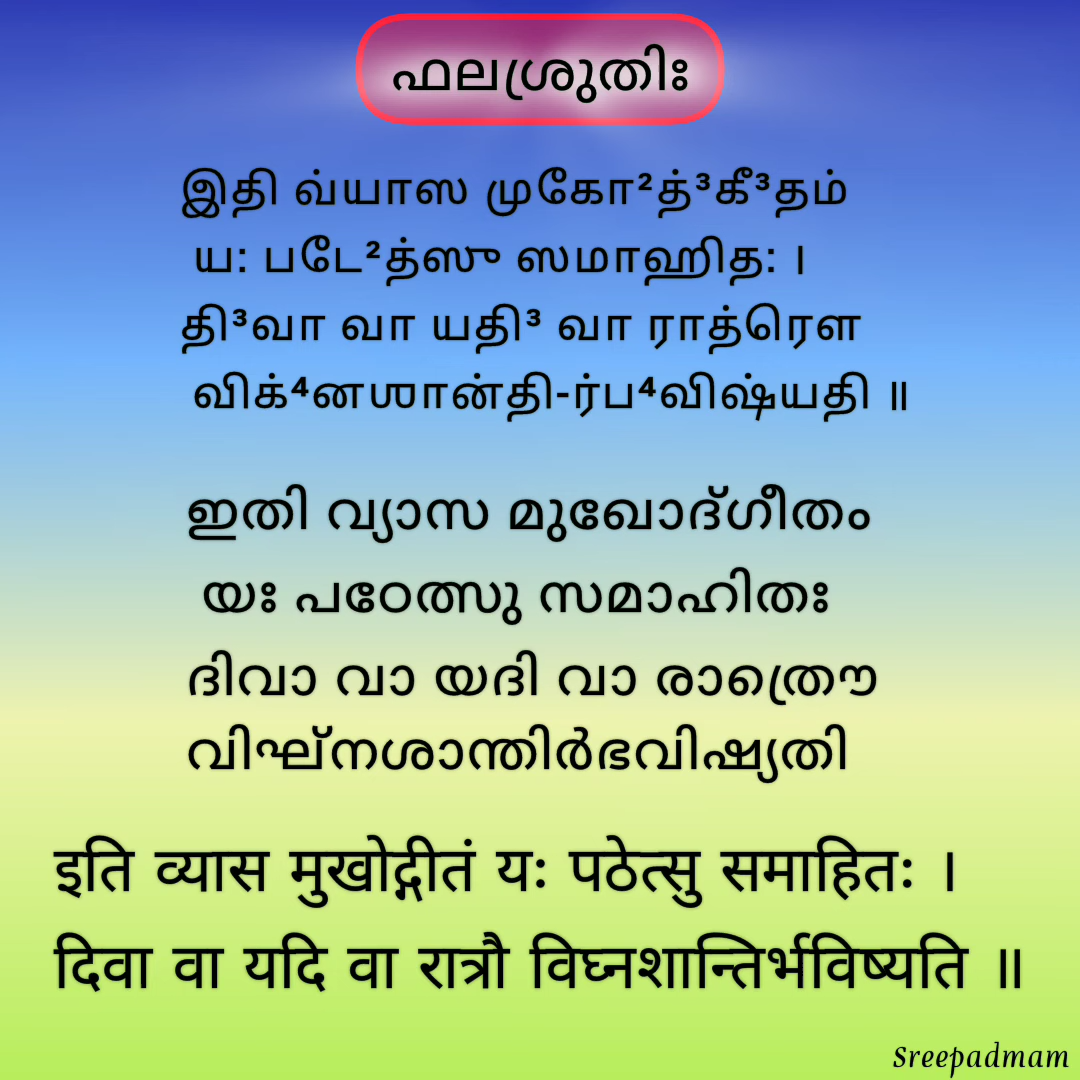 ഫലശ്രുതിഃ
இதி வ்யாஸ முகோ²த்³கீ³தம்
ய: படே²த்ஸு ஸமாஹித: ।
தி³வா வா யதி³ வா ராத்ரௌ
விக்⁴னஶான்தி-ர்ப⁴விஷ்யதி ॥
ഇതി വ്യാസ മുഖോദ്ഗീതം
യഃ പഠേത്സു സമാഹിതഃ
ദിവാ വാ യദി വാ രാത്രൌ
വിഘ്നശാന്തിർഭവിഷ്യതി
इति व्यास मुखोद्गीतं यः पठेत्सु समाहितः ।
दिवा वा यदि वा रात्रौ विघ्नशान्तिर्भविष्यति ॥
Sreepadmam